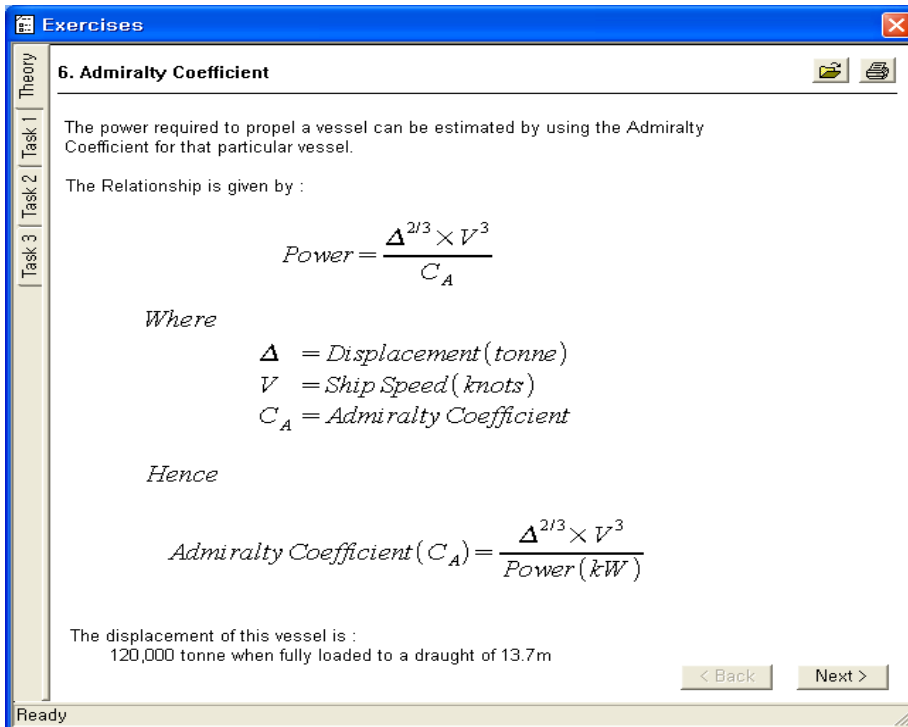 Exercises
Theory
Task 1
Task 2
Task 3
6. Admiralty Coefficient
The power required to propel a vessel can be estimated by using the Admiralty
Coefficient for that particular vessel.
The Relationship is given by :
Power = Δ^{2/3} × V^3 / C_A
Where
Δ = Displacement (tonne)
V = Ship Speed (knots)
C_A = Admiralty Coefficient
Hence
Admiralty Coefficient (C_A) = Δ^{2/3} × V^3 / Power (kW)
The displacement of this vessel is :
120,000 tonne when fully loaded to a draught of 13.7m
< Back Next >
Ready